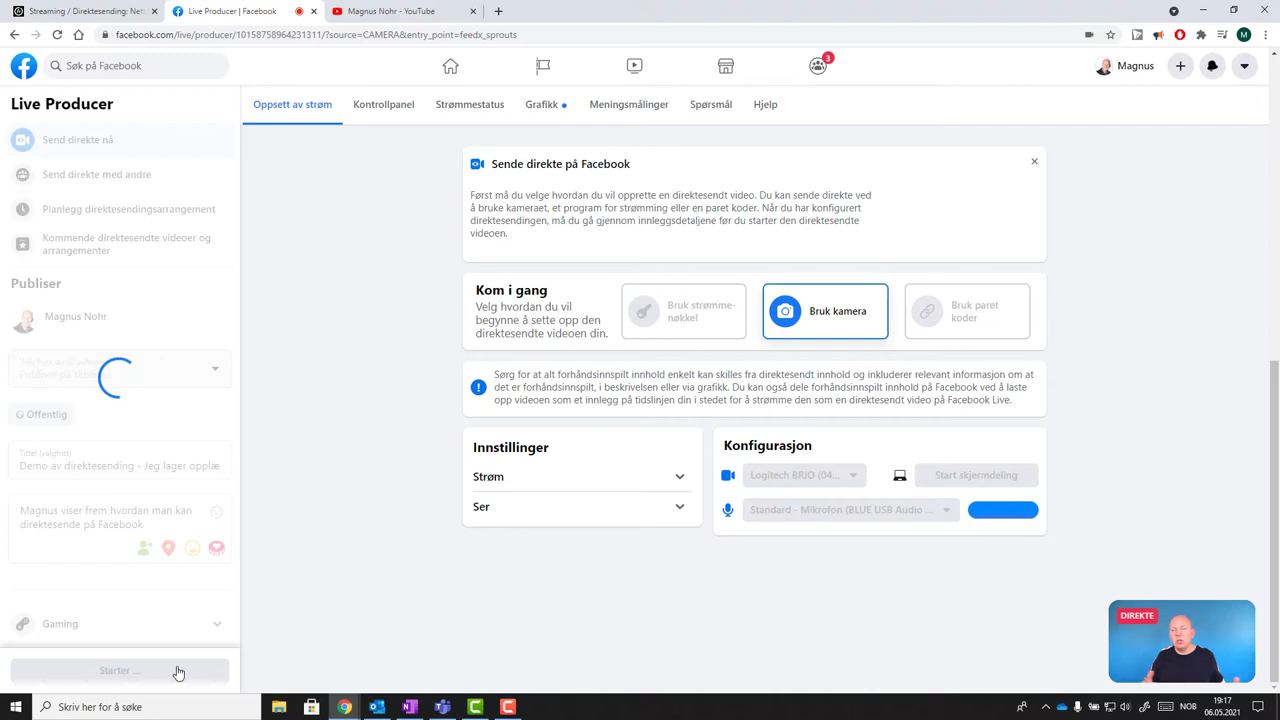 Streaming / Direktesending: Net
Live Producer | Facebook
Magnus Nohr - YouTube
facebook.com/live/producer/10158758964231311/?source=CAMERA&entry_point=feedx_sprouts
Søk på Facebook
3
Magnus
Live Producer
Send direkte nå
Send direkte med andre
Planlegg direktesendingsarrangement
Kommende direktesendte videoer og
arrangementer
Publiser
Magnus Nohr
Offentlig
Tittel (valgfritt)
Demo av direktesending - Jeg lager opplæ
Magnus viser frem hvordan man kan
direktesende på Facebook
Gaming
Starter ...
Oppsett av strøm
Kontrollpanel
Strømmestatus
Grafikk
Meningsmålinger
Spørsmål
Hjelp
Sende direkte på Facebook
Først må du velge hvordan du vil opprette en direktesendt video. Du kan sende direkte ved
å bruke kameraet, et program for strømming eller en paret koder. Når du har konfigurert
direktesendingen, må du gå gjennom innleggsdetaljene før du starter den direktesendte
videoen.
Kom i gang
Velg hvordan du vil
begynne å sette opp den
direktesendte videoen din.
Bruk strømme-
nøkkel
Bruk kamera
Bruk paret
koder
Sørg for at alt forhåndsinnspilt innhold enkelt kan skilles fra direktesendt innhold og inkluderer relevant informasjon om at
det er forhåndsinnspilt, i beskrivelsen eller via grafikk. Du kan også dele forhåndsinnspilt innhold på Facebook ved å laste
opp videoen som et innlegg på tidslinjen din i stedet for å strømme den som en direktesendt video på Facebook Live.
Innstillinger
Strøm
Ser
Konfigurasjon
Logitech BRIO (04...
Start skjermdeling
Standard - Mikrofon (BLUE USB Audio ...
DIREKTE
Skriv her for å søke
NOB
19:17
06.05.2021